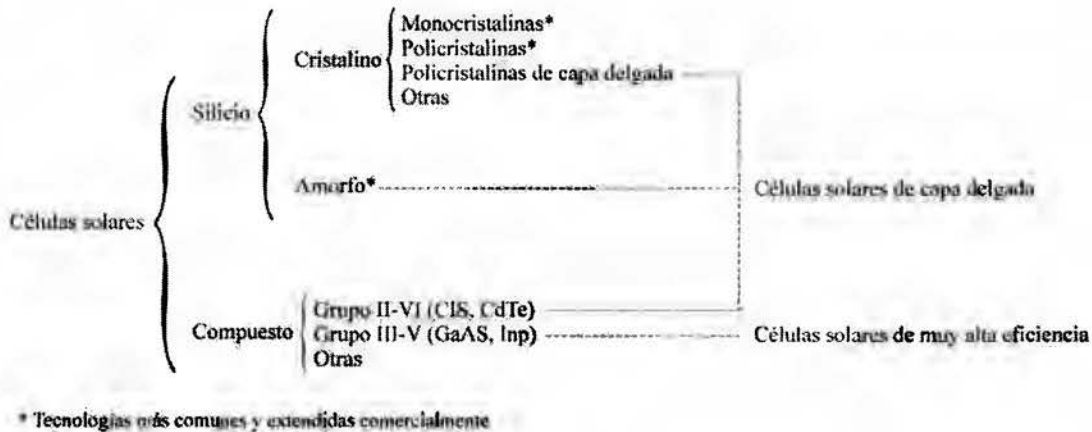 Monocristalinas*
Policristalinas*
Cristalino
Policristalinas de capa delgada
Otras
Silicio
Amorfo*
Células solares de capa delgada
Células solares
Grupo II-VI (CIS, CdTe)
Compuesto
Grupo III-V (GaAS, Inp)
Células solares de muy alta eficiencia
Otras
* Tecnologías más comunes y extendidas comercialmente